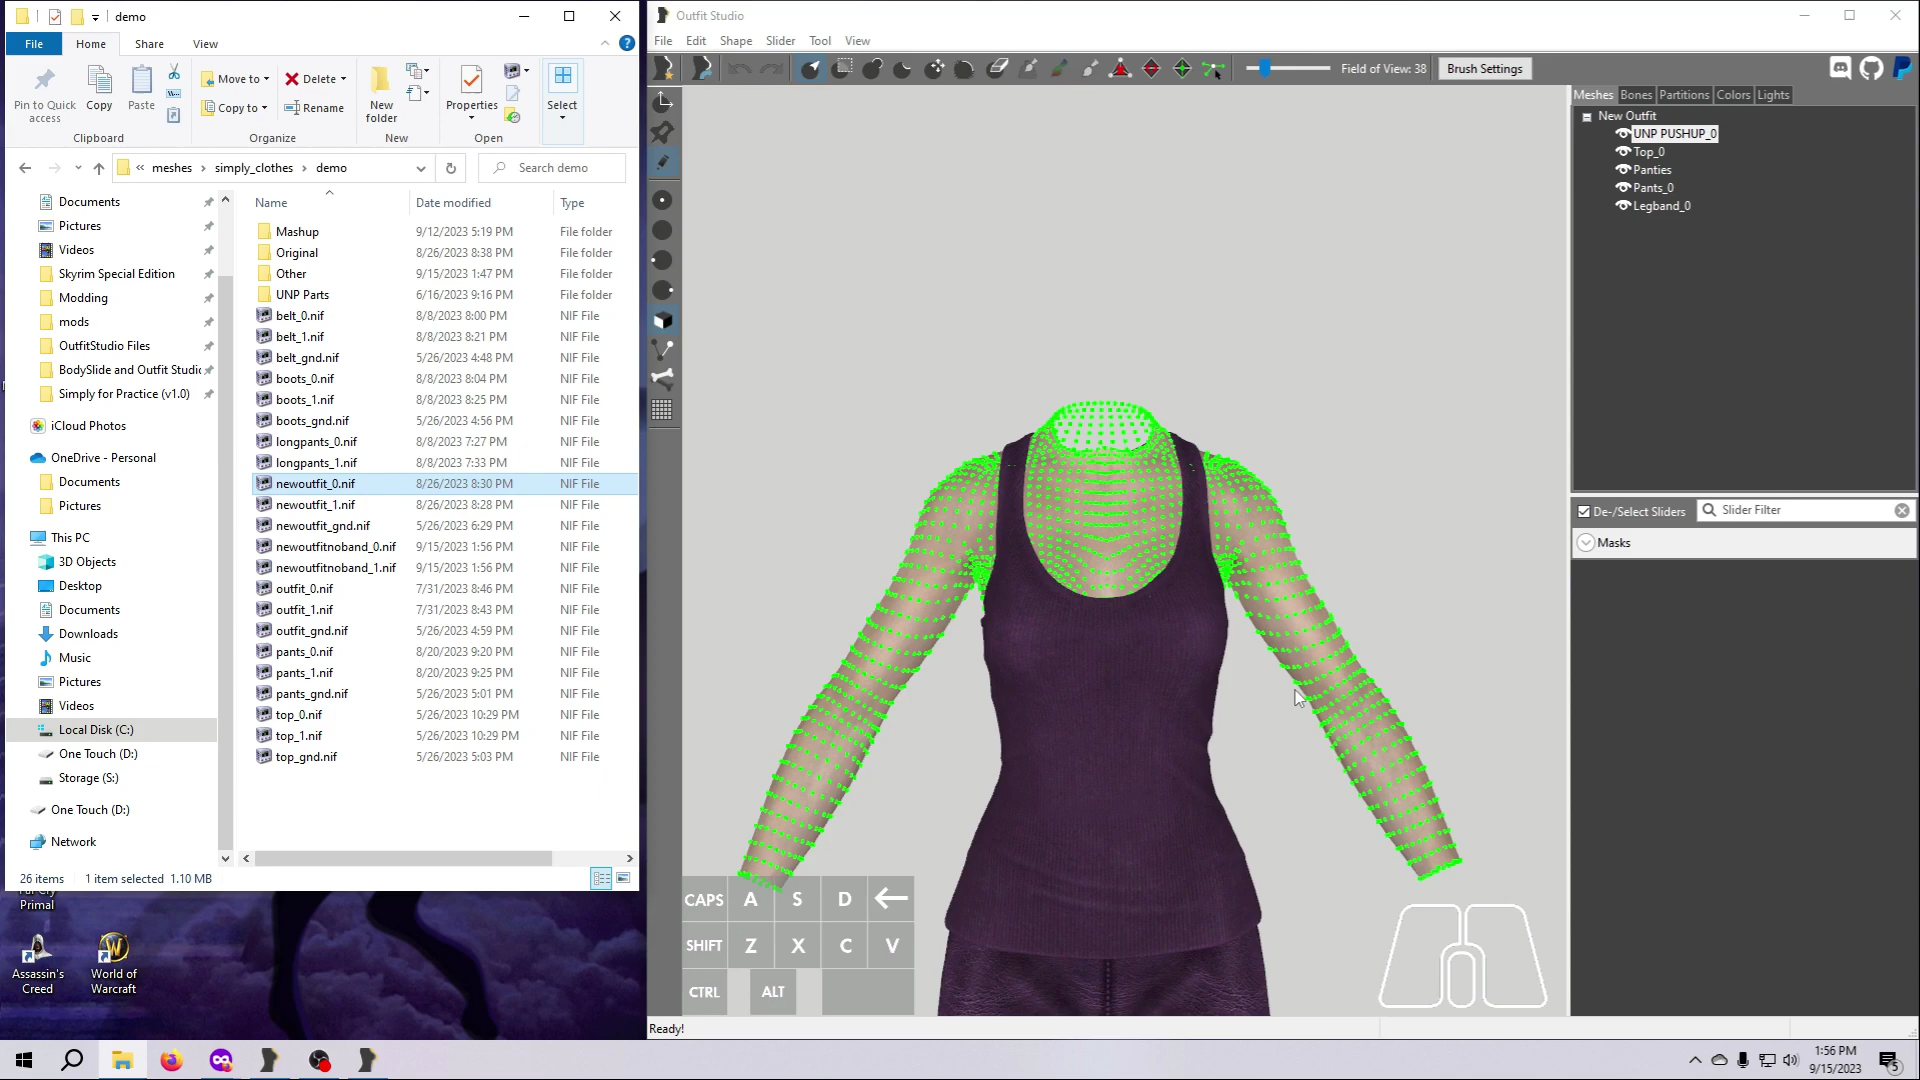 demo
File
Home
Share
View
Pin to Quick access
Copy
Paste
Move to
Copy to
Delete
Rename
New folder
Properties
Select
Clipboard
Organize
New
Open
« meshes › simply_clothes › demo
Search demo
Documents
Pictures
Videos
Skyrim Special Edition
Modding
mods
OutfitStudio Files
BodySlide and Outfit Studio
Simply for Practice (v1.0)
iCloud Photos
OneDrive - Personal
Documents
Pictures
This PC
3D Objects
Desktop
Documents
Downloads
Music
Pictures
Videos
Local Disk (C:)
One Touch (D:)
Storage (S:)
One Touch (D:)
Network
Name Date modified Type
Mashup 9/12/2023 5:19 PM File folder
Original 8/26/2023 8:38 PM File folder
Other 9/15/2023 1:47 PM File folder
UNP Parts 6/16/2023 9:16 PM File folder
belt_0.nif 8/8/2023 8:00 PM NIF File
belt_1.nif 8/8/2023 8:21 PM NIF File
belt_gnd.nif 5/26/2023 4:48 PM NIF File
boots_0.nif 8/8/2023 8:04 PM NIF File
boots_1.nif 8/8/2023 8:25 PM NIF File
boots_gnd.nif 5/26/2023 4:56 PM NIF File
longpants_0.nif 8/8/2023 7:27 PM NIF File
longpants_1.nif 8/8/2023 7:33 PM NIF File
newoutfit_0.nif 8/26/2023 8:30 PM NIF File
newoutfit_1.nif 8/26/2023 8:28 PM NIF File
newoutfit_gnd.nif 5/26/2023 6:29 PM NIF File
newoutfitnoband_0.nif 9/15/2023 1:56 PM NIF File
newoutfitnoband_1.nif 9/15/2023 1:56 PM NIF File
outfit_0.nif 7/31/2023 8:46 PM NIF File
outfit_1.nif 7/31/2023 8:43 PM NIF File
outfit_gnd.nif 5/26/2023 4:59 PM NIF File
pants_0.nif 8/20/2023 9:20 PM NIF File
pants_1.nif 8/20/2023 9:25 PM NIF File
pants_gnd.nif 5/26/2023 5:01 PM NIF File
top_0.nif 5/26/2023 10:29 PM NIF File
top_1.nif 5/26/2023 10:29 PM NIF File
top_gnd.nif 5/26/2023 5:03 PM NIF File
26 items 1 item selected 1.10 MB
Primal
Assassin's Creed
World of Warcraft
Outfit Studio
File Edit Shape Slider Tool View
Field of View: 38
Brush Settings
Meshes Bones Partitions Colors Lights
New Outfit
UNP PUSHUP_0
Top_0
Panties
Pants_0
Legband_0
De-/Select Sliders
Slider Filter
Masks
CAPS A S D
SHIFT Z X C V
CTRL ALT
Ready!
1:56 PM
9/15/2023
5